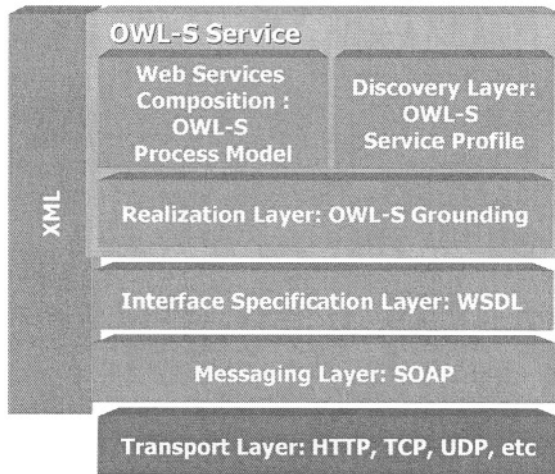 XML
OWL-S Service
Web Services
Composition :
OWL-S
Process Model
Discovery Layer:
OWL-S
Service Profile
Realization Layer: OWL-S Grounding
Interface Specification Layer: WSDL
Messaging Layer: SOAP
Transport Layer: HTTP, TCP, UDP, etc